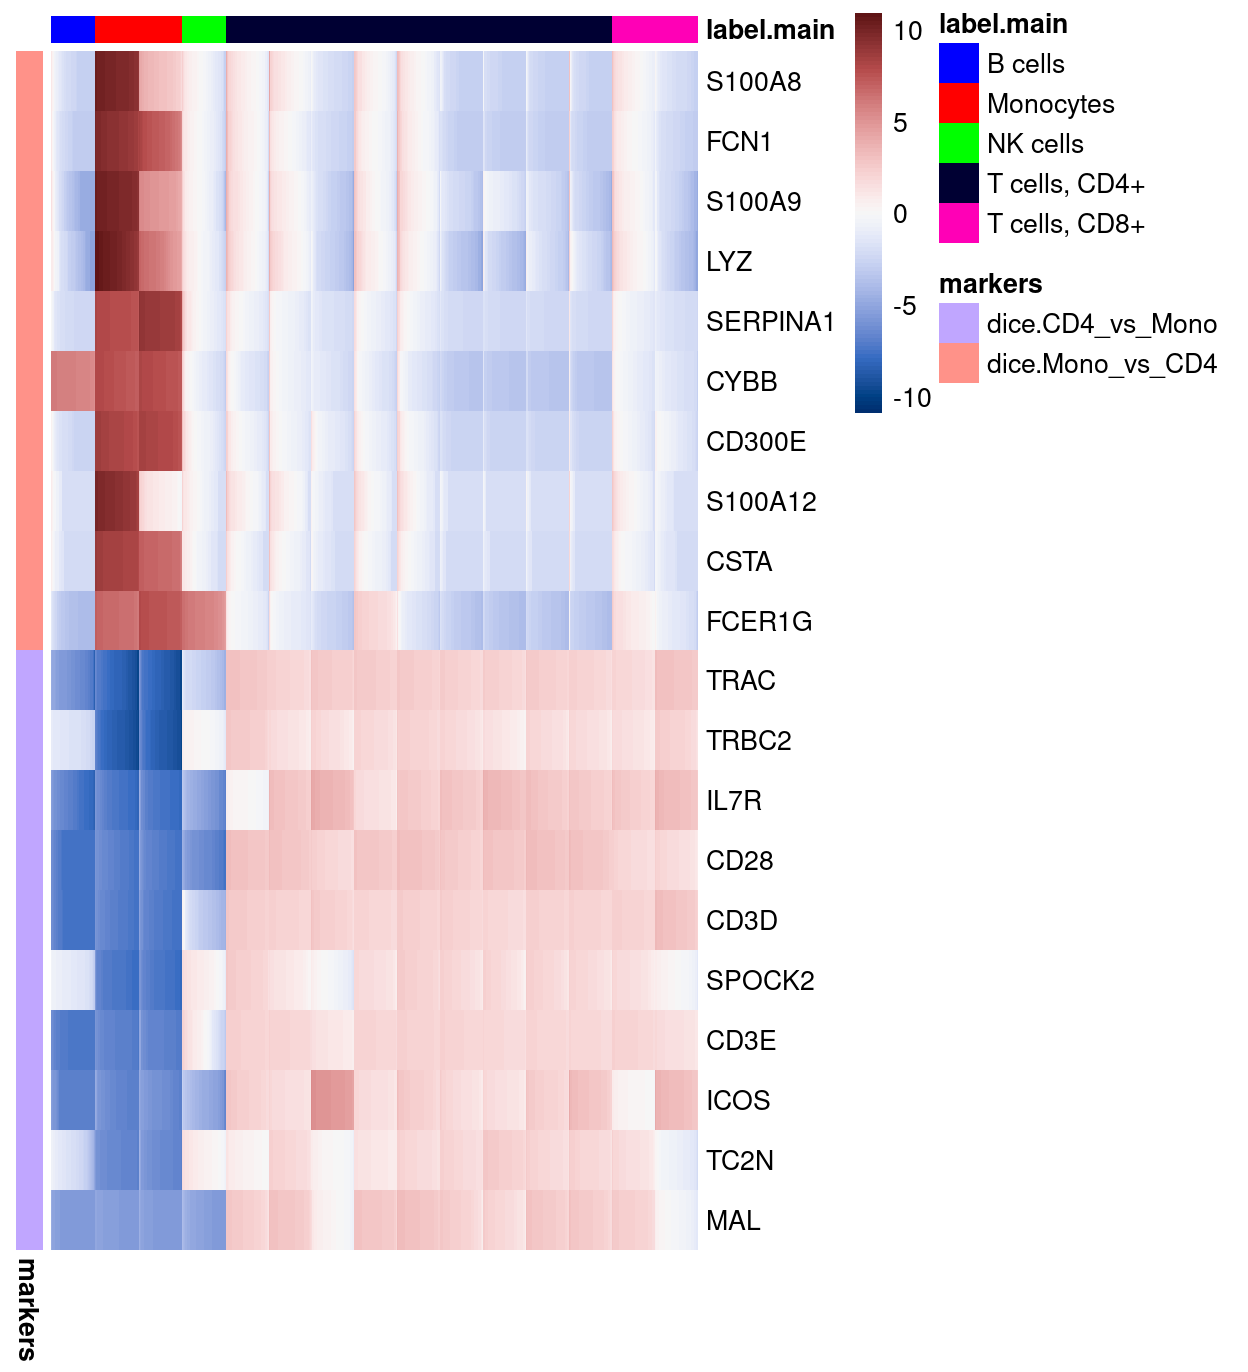 label.main
S100A8
FCN1
S100A9
LYZ
SERPINA1
CYBB
CD300E
S100A12
CSTA
FCER1G
TRAC
TRBC2
IL7R
CD28
CD3D
SPOCK2
CD3E
ICOS
TC2N
MAL
markers
10
5
0
-5
-10
label.main
B cells
Monocytes
NK cells
T cells, CD4+
T cells, CD8+
markers
dice.CD4_vs_Mono
dice.Mono_vs_CD4